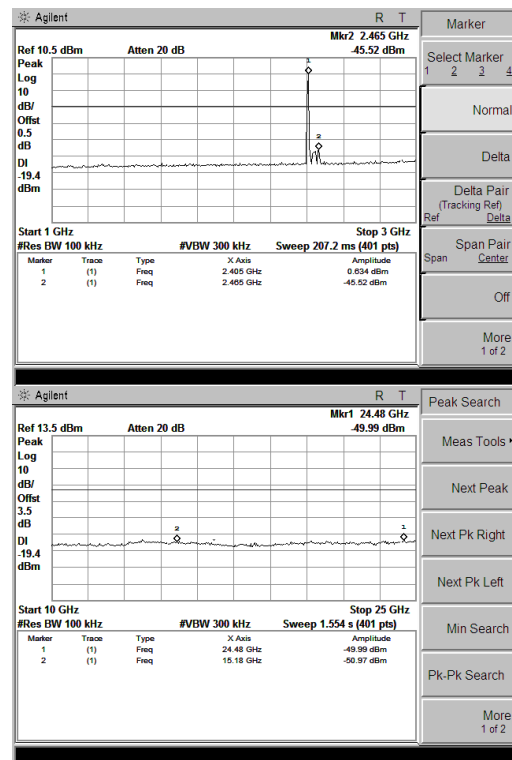 Agilent R T
Mkr2 2.465 GHz
Ref 10.5 dBm Atten 20 dB -45.52 dBm
Peak
Log
10
dB/
Offst
0.5
dB
DI
-19.4
dBm
1
2
Start 1 GHz Stop 3 GHz
#Res BW 100 kHz #VBW 300 kHz Sweep 207.2 ms (401 pts)
Marker Trace Type X Axis Amplitude
1 (1) Freq 2.405 GHz 0.634 dBm
2 (1) Freq 2.465 GHz -45.52 dBm
Marker
Select Marker
1 2 3 4
Normal
Delta
Delta Pair
(Tracking Ref)
Ref Delta
Span Pair
Span Center
Off
More
1 of 2
Agilent R T
Mkr1 24.48 GHz
Ref 13.5 dBm Atten 20 dB -49.99 dBm
Peak
Log
10
dB/
Offst
3.5
dB
DI
-19.4
dBm
2
1
Start 10 GHz Stop 25 GHz
#Res BW 100 kHz #VBW 300 kHz Sweep 1.554 s (401 pts)
Marker Trace Type X Axis Amplitude
1 (1) Freq 24.48 GHz -49.99 dBm
2 (1) Freq 15.18 GHz -50.97 dBm
Peak Search
Meas Tools
Next Peak
Next Pk Right
Next Pk Left
Min Search
Pk-Pk Search
More
1 of 2